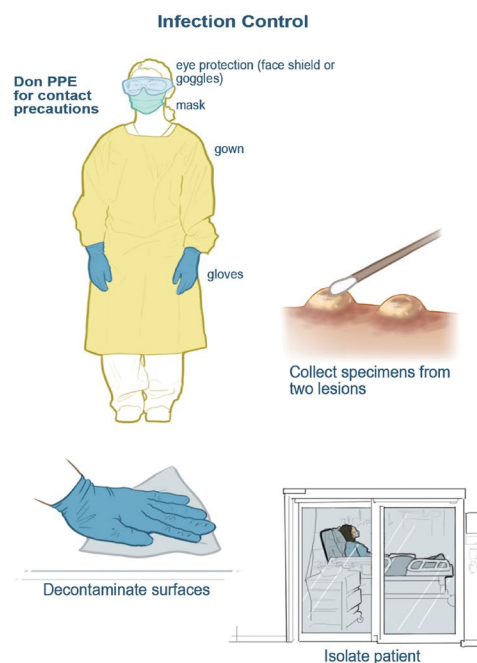 Infection Control
Don PPE
for contact
precautions
eye protection (face shield or
goggles)
mask
gown
gloves
Collect specimens from
two lesions
Decontaminate surfaces
Isolate patient